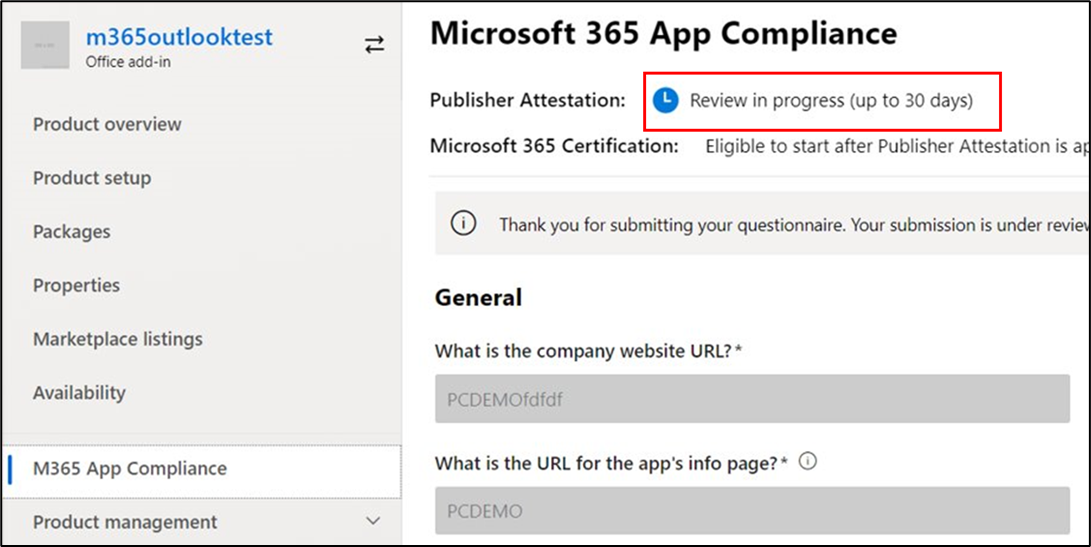 m365outlooktest
Office add-in
Product overview
Product setup
Packages
Properties
Marketplace listings
Availability
M365 App Compliance
Product management
Microsoft 365 App Compliance
Publisher Attestation: Review in progress (up to 30 days)
Microsoft 365 Certification: Eligible to start after Publisher Attestation is ap
Thank you for submitting your questionnaire. Your submission is under review
General
What is the company website URL?*
PCDEMOfdfdf
What is the URL for the app's info page?*
PCDEMO